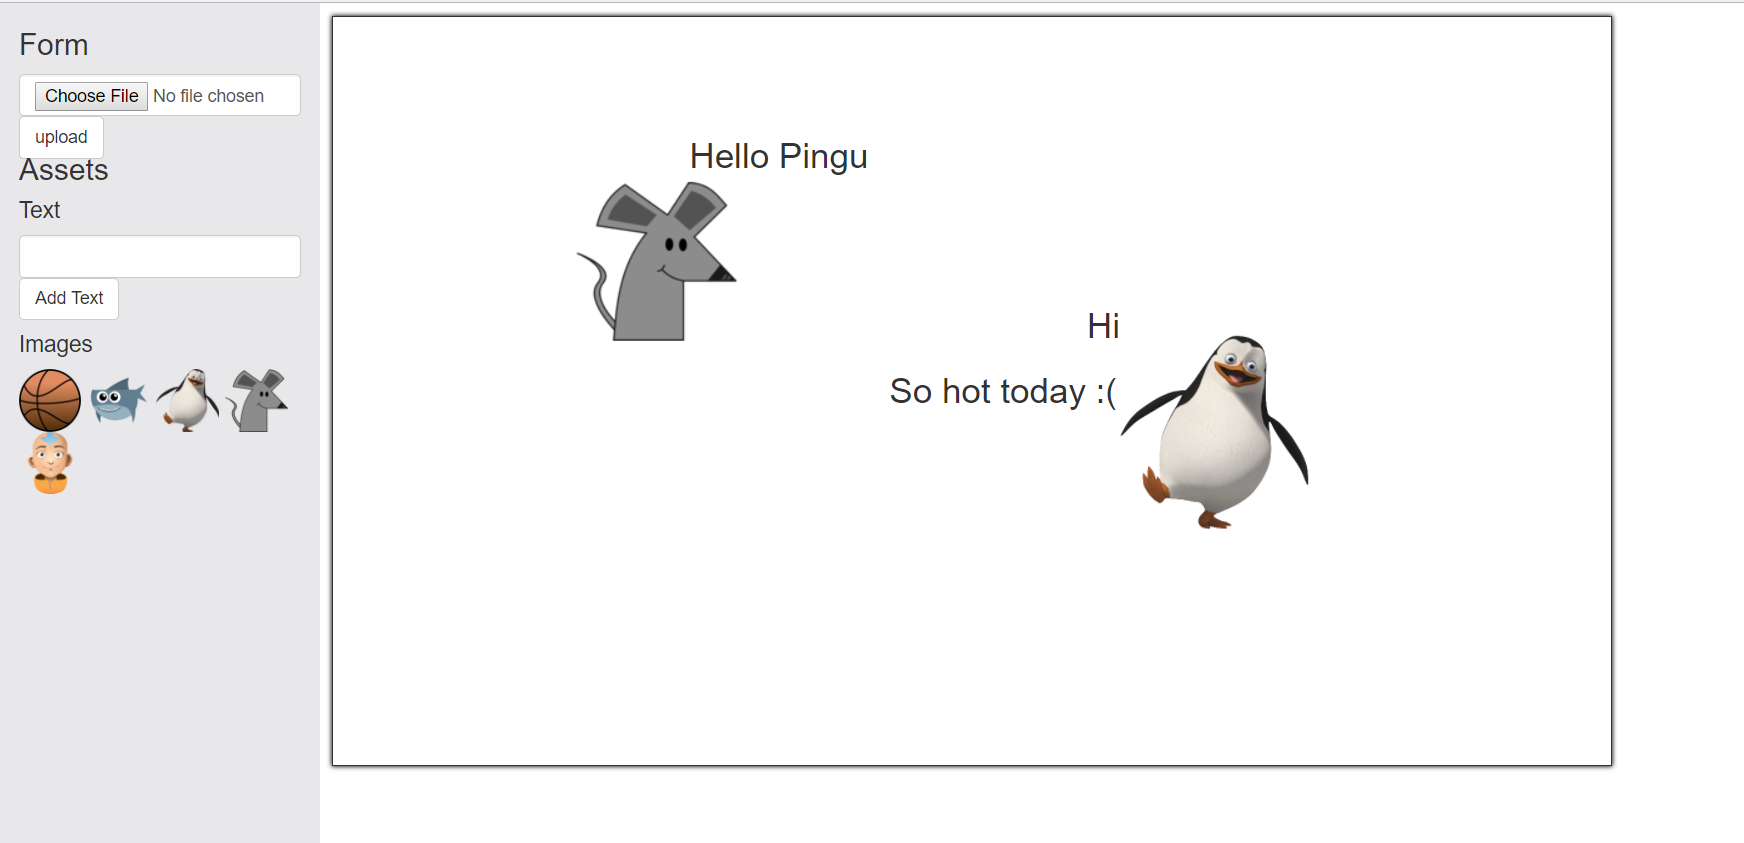 Form
Choose File No file chosen
upload
Assets
Text
Add Text
Images
Hello Pingu
Hi
So hot today :(